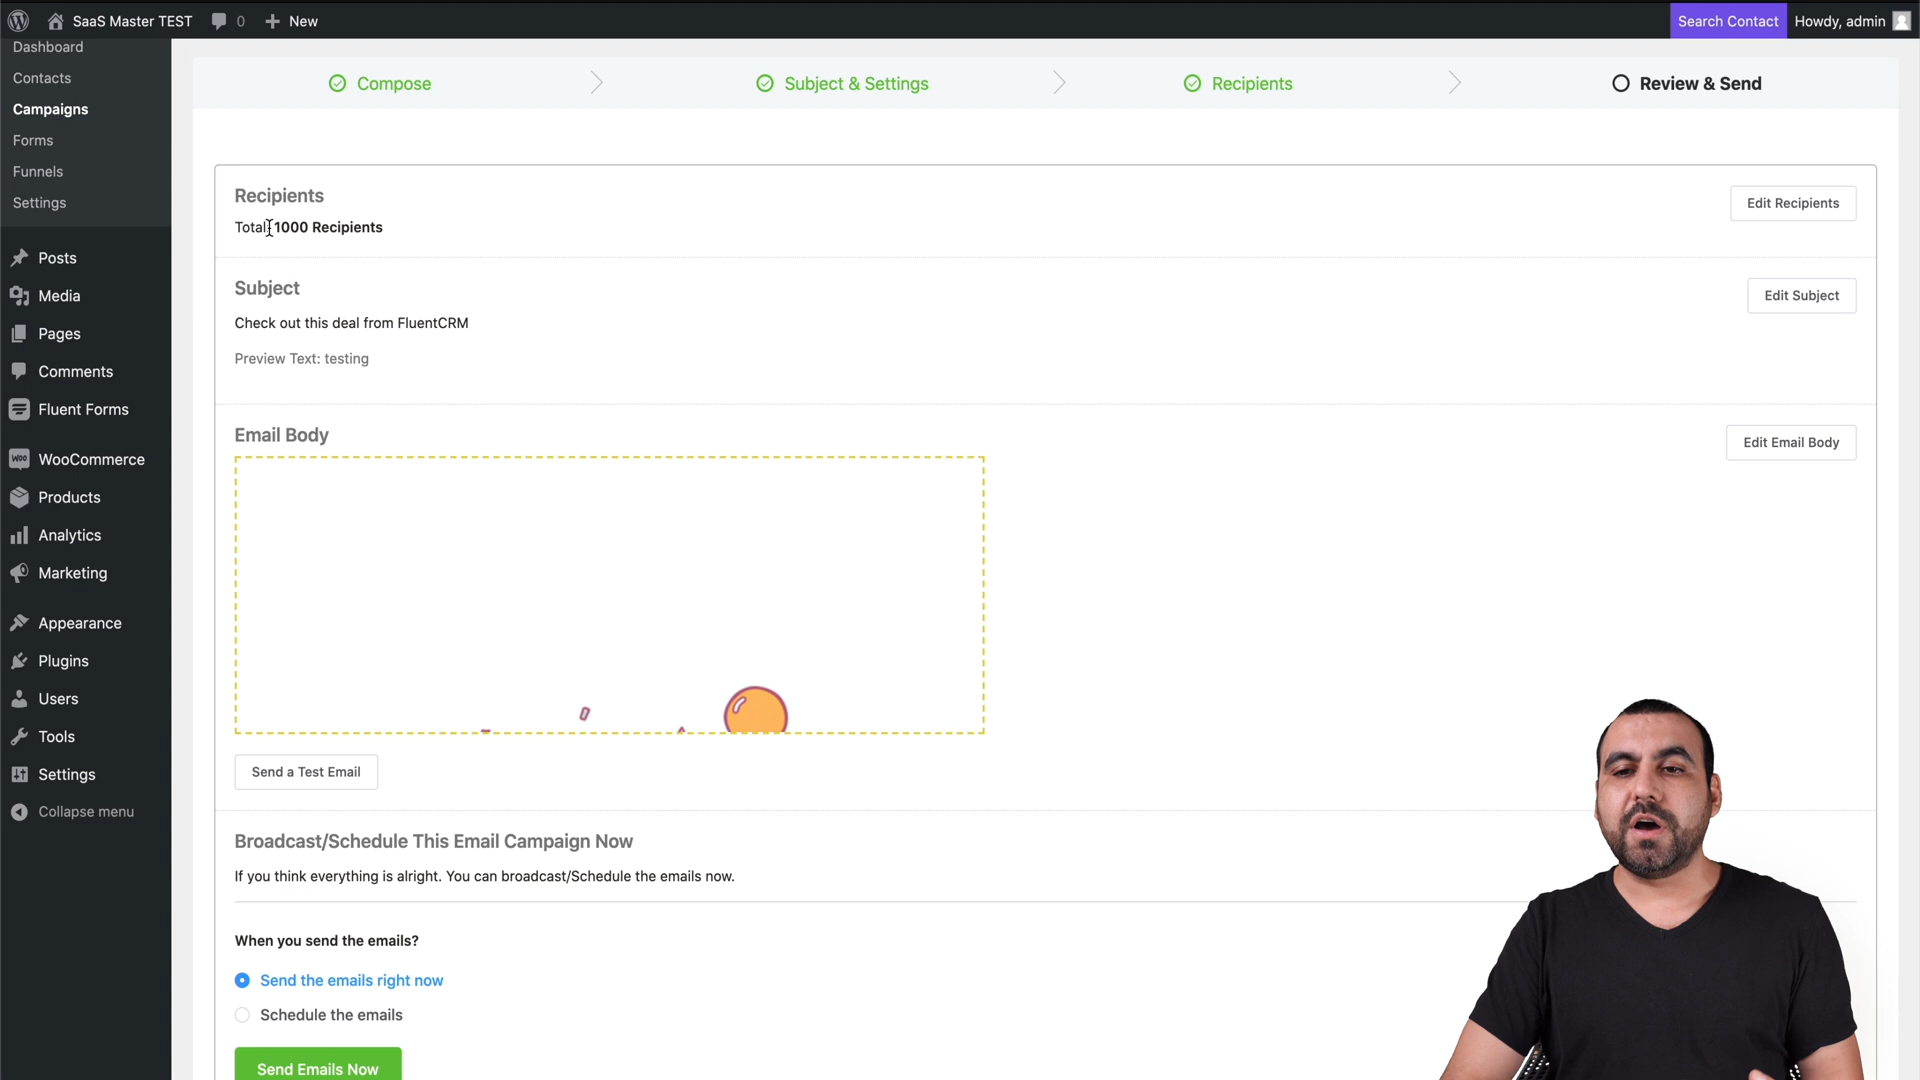 SaaS Master TEST
0
New
Search Contact
Howdy, admin
Dashboard
Contacts
Campaigns
Forms
Funnels
Settings
Posts
Media
Pages
Comments
Fluent Forms
WOO WooCommerce
Products
Analytics
Marketing
Appearance
Plugins
Users
Tools
Settings
Collapse menu
Compose
Subject & Settings
Recipients
Review & Send
Recipients
Edit Recipients
Total 1000 Recipients
Subject
Edit Subject
Check out this deal from FluentCRM
Preview Text: testing
Email Body
Edit Email Body
Send a Test Email
Broadcast/Schedule This Email Campaign Now
If you think everything is alright. You can broadcast/Schedule the emails now.
When you send the emails?
Send the emails right now
Schedule the emails
Send Emails Now